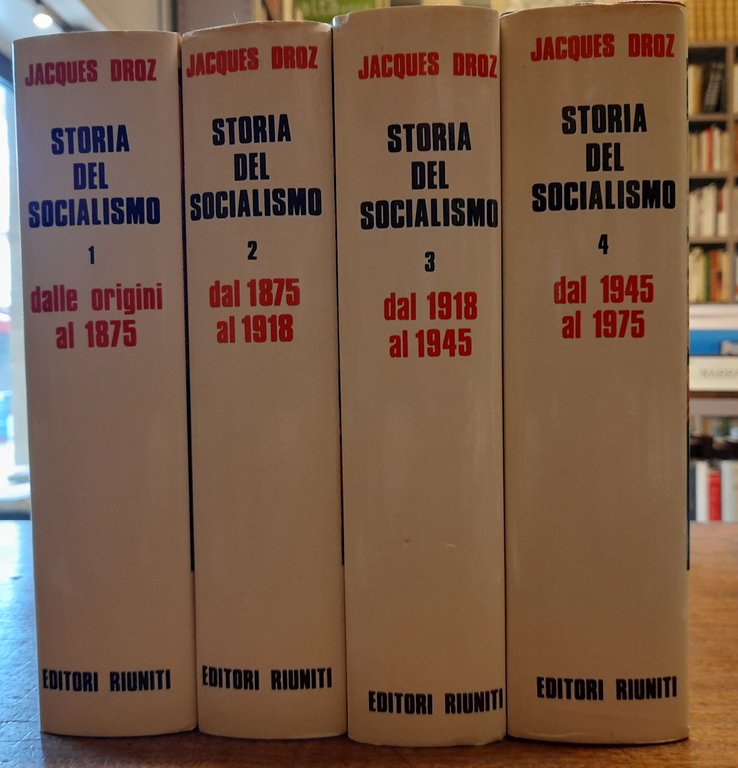 JACQUES DROZ
STORIA
DEL
SOCIALISMO
1
dalle origini
al 1875
EDITORI RIUNITI
JACQUES DROZ
STORIA
DEL
SOCIALISMO
2
dal 1875
al 1918
EDITORI RIUNITI
JACQUES DROZ
STORIA
DEL
SOCIALISMO
3
dal 1918
al 1945
EDITORI RIUNITI
JACQUES DROZ
STORIA
DEL
SOCIALISMO
4
dal 1945
al 1975
EDITORI RIUNITI